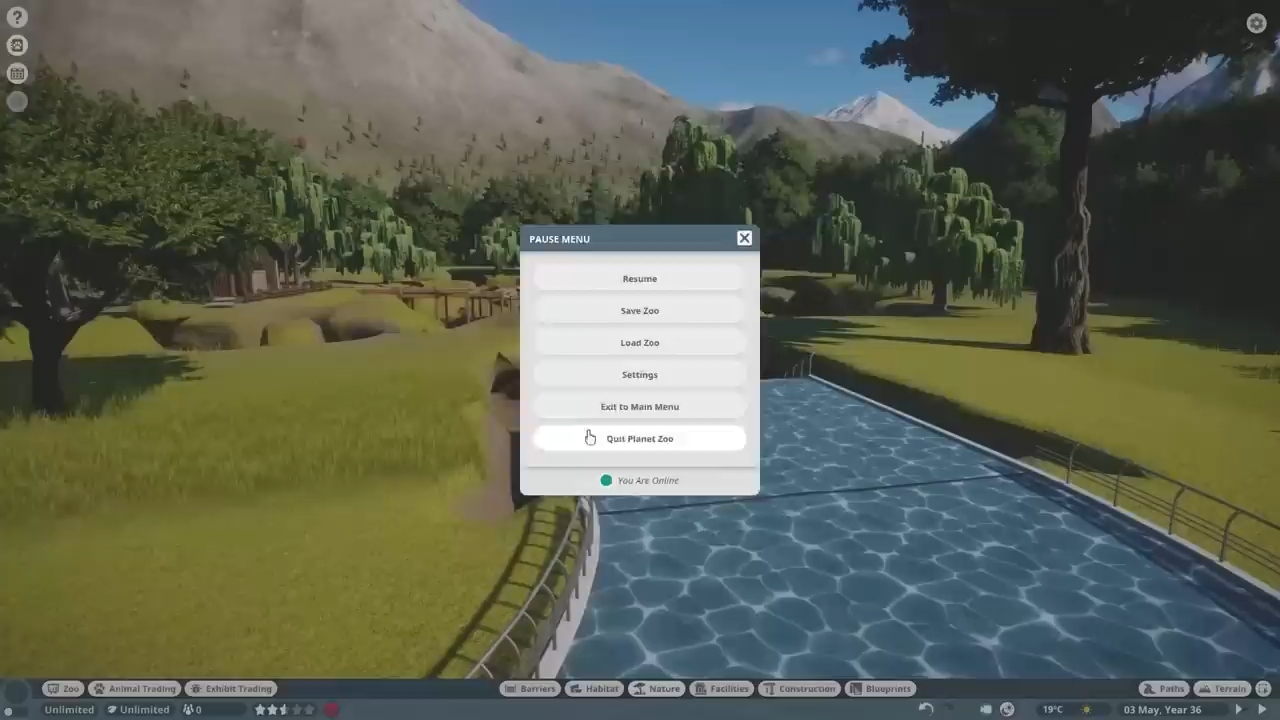 PAUSE MENU
Resume
Save Zoo
Load Zoo
Settings
Exit to Main Menu
Quit Planet Zoo
You Are Online
Zoo Animal Trading Exhibit Trading Barriers Habitat Nature Facilities Construction Blueprints Paths Terrain
Unlimited Unlimited 0 19°C 03 May, Year 36